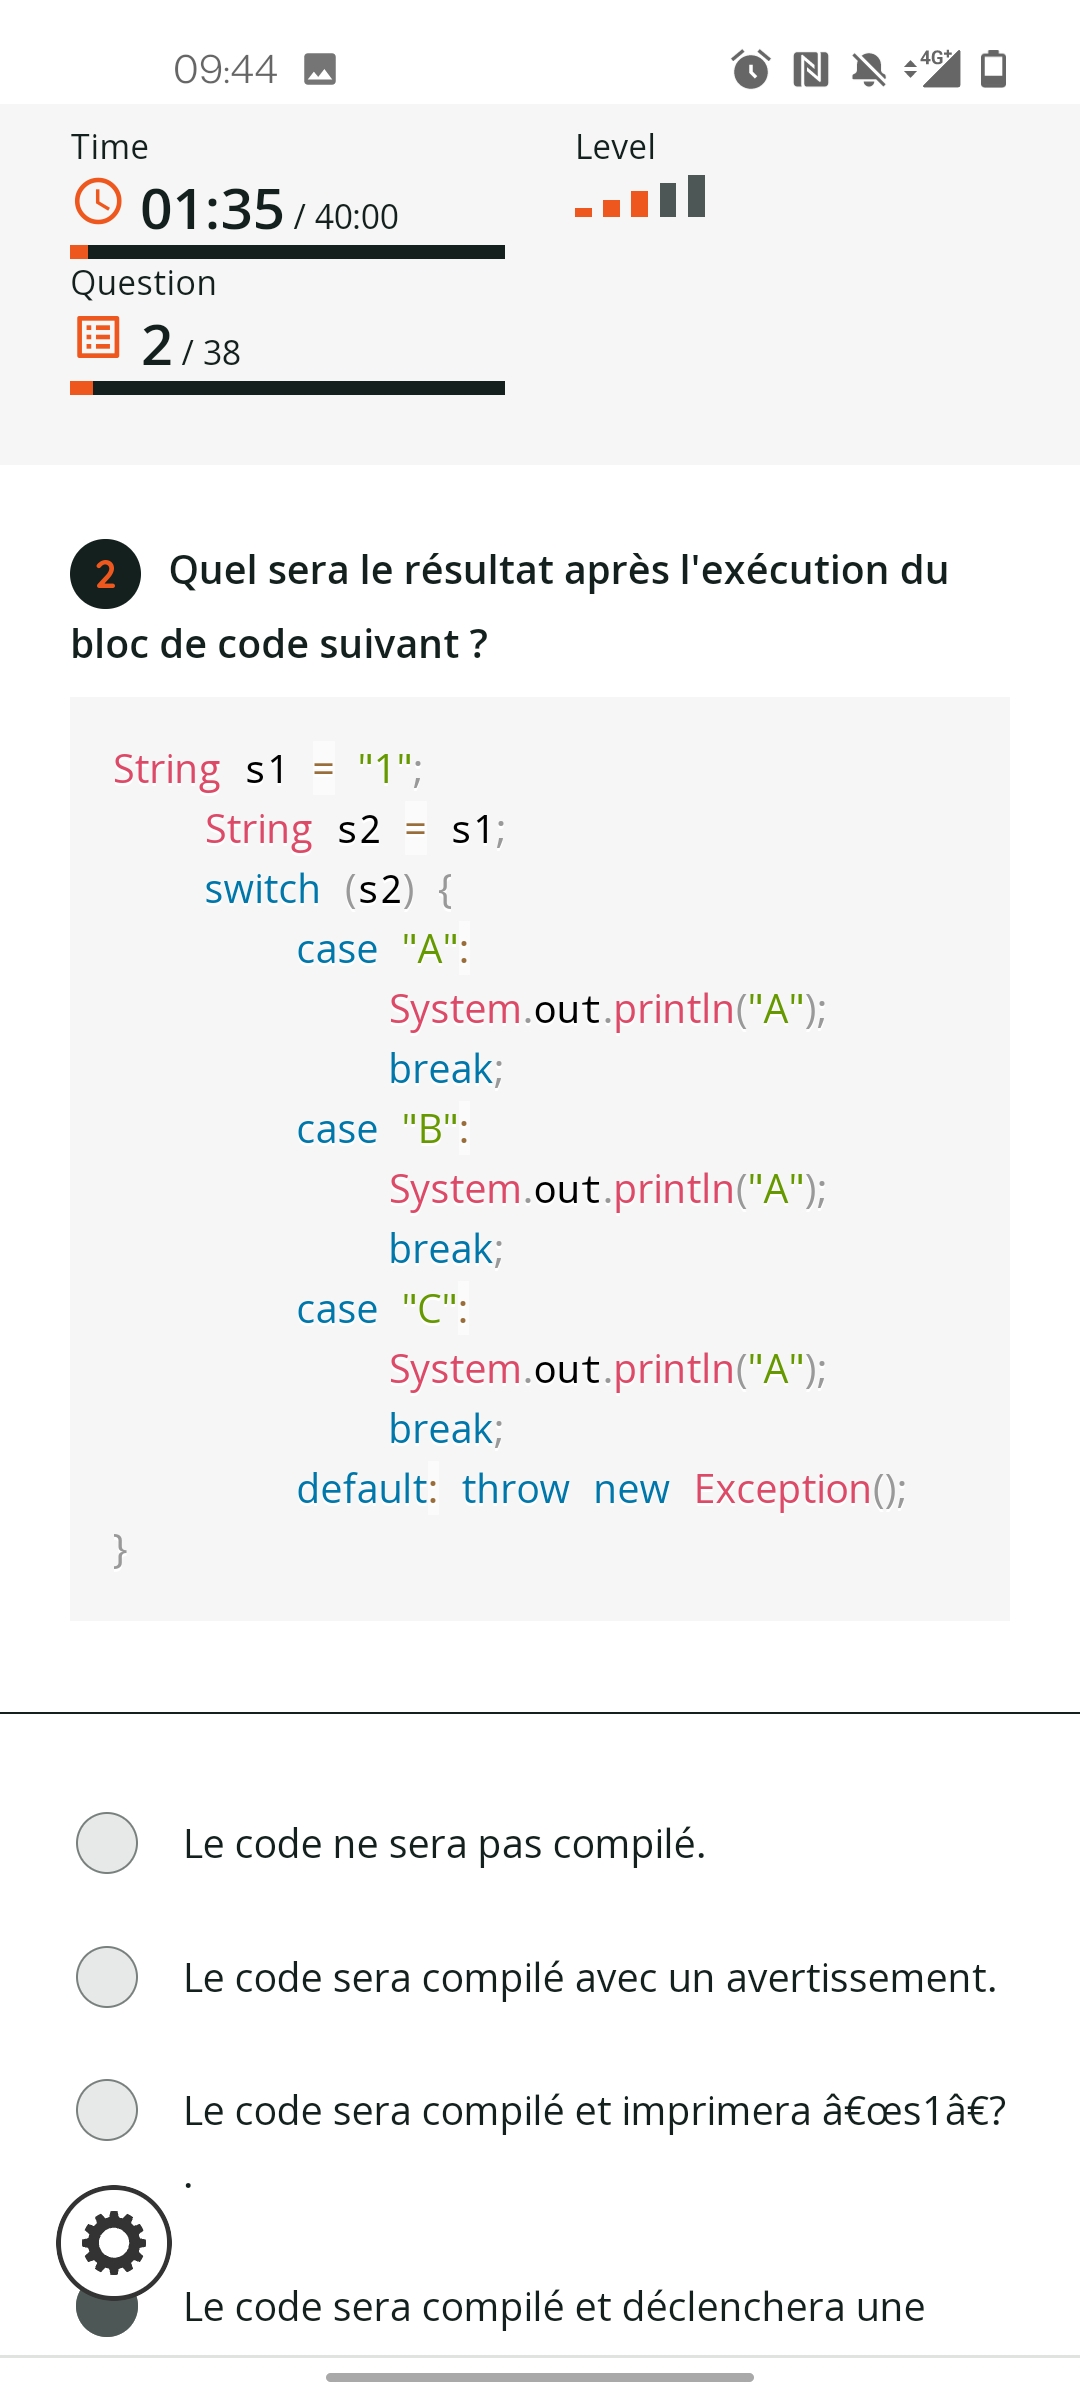 09:44
4G+
Time
Level
01:35 / 40:00
Question
2 / 38
2 Quel sera le résultat après l'exécution du
bloc de code suivant ?
String s1 = "1";
String s2 = s1;
switch (s2) {
case "A":
System.out.println("A");
break;
case "B":
System.out.println("A");
break;
case "C":
System.out.println("A");
break;
default: throw new Exception();
}
Le code ne sera pas compilé.
Le code sera compilé avec un avertissement.
Le code sera compilé et imprimera â€œs1â€?
.
Le code sera compilé et déclenchera une